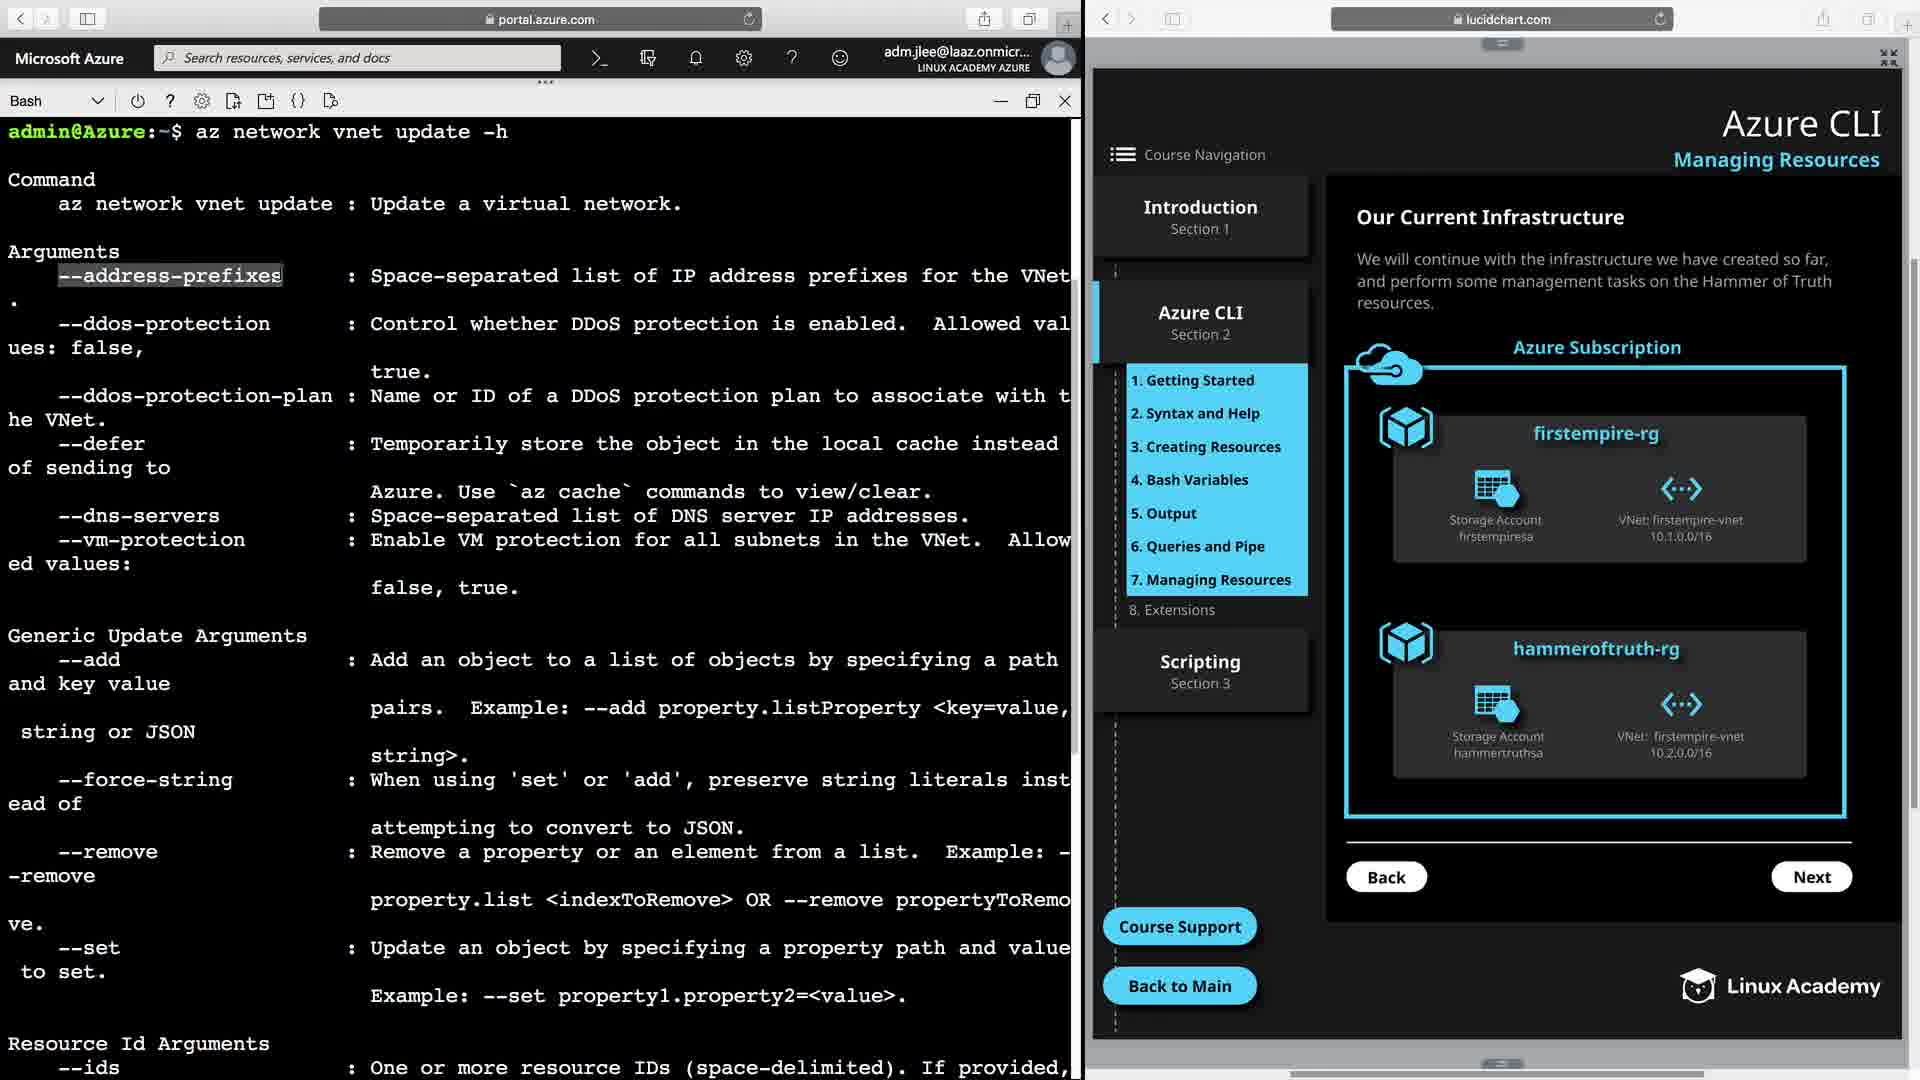 portal.azure.com
Microsoft Azure
Search resources, services, and docs
adm.jlee@laaz.onmicr...
LINUX ACADEMY AZURE
Bash
admin@Azure:~$ az network vnet update -h
Command
az network vnet update : Update a virtual network.
Arguments
--address-prefixes : Space-separated list of IP address prefixes for the VNet
.
--ddos-protection : Control whether DDoS protection is enabled.  Allowed val
ues: false,
true.
--ddos-protection-plan : Name or ID of a DDoS protection plan to associate with t
he VNet.
--defer : Temporarily store the object in the local cache instead
of sending to
Azure. Use `az cache` commands to view/clear.
--dns-servers : Space-separated list of DNS server IP addresses.
--vm-protection : Enable VM protection for all subnets in the VNet.  Allow
ed values:
false, true.
Generic Update Arguments
--add : Add an object to a list of objects by specifying a path
and key value
pairs.  Example: --add property.listProperty <key=value,
string or JSON
string>.
--force-string : When using 'set' or 'add', preserve string literals inst
ead of
attempting to convert to JSON.
--remove : Remove a property or an element from a list.  Example: -
-remove
property.list <indexToRemove> OR --remove propertyToRemo
ve.
--set : Update an object by specifying a property path and value
to set.
Example: --set property1.property2=<value>.
Resource Id Arguments
--ids : One or more resource IDs (space-delimited). If provided,
lucidchart.com
Azure CLI
Managing Resources
Course Navigation
Introduction
Section 1
Azure CLI
Section 2
1. Getting Started
2. Syntax and Help
3. Creating Resources
4. Bash Variables
5. Output
6. Queries and Pipe
7. Managing Resources
8. Extensions
Scripting
Section 3
Course Support
Back to Main
Our Current Infrastructure
We will continue with the infrastructure we have created so far,
and perform some management tasks on the Hammer of Truth
resources.
Azure Subscription
firstempire-rg
Storage Account
firstempiresa
VNet: firstempire-vnet
10.1.0.0/16
hammeroftruth-rg
Storage Account
hammertruthsa
VNet: firstempire-vnet
10.2.0.0/16
Back
Next
Linux Academy